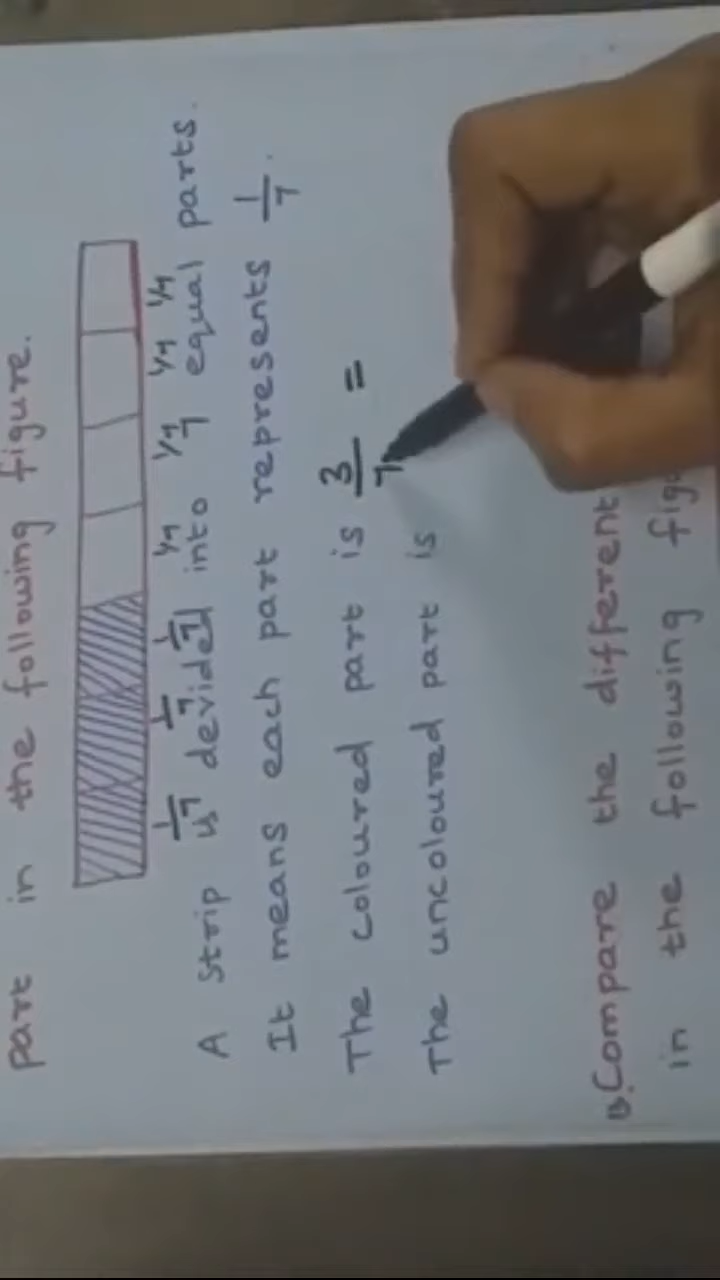 part in the following figure.
1/7 1/7 1/7 1/7 1/7 1/7 1/7
A strip is devided into 7 equal parts.
It means each part represents 1/7.
The coloured part is 3/7 =
The uncoloured part is
B. Compare the different
in the following